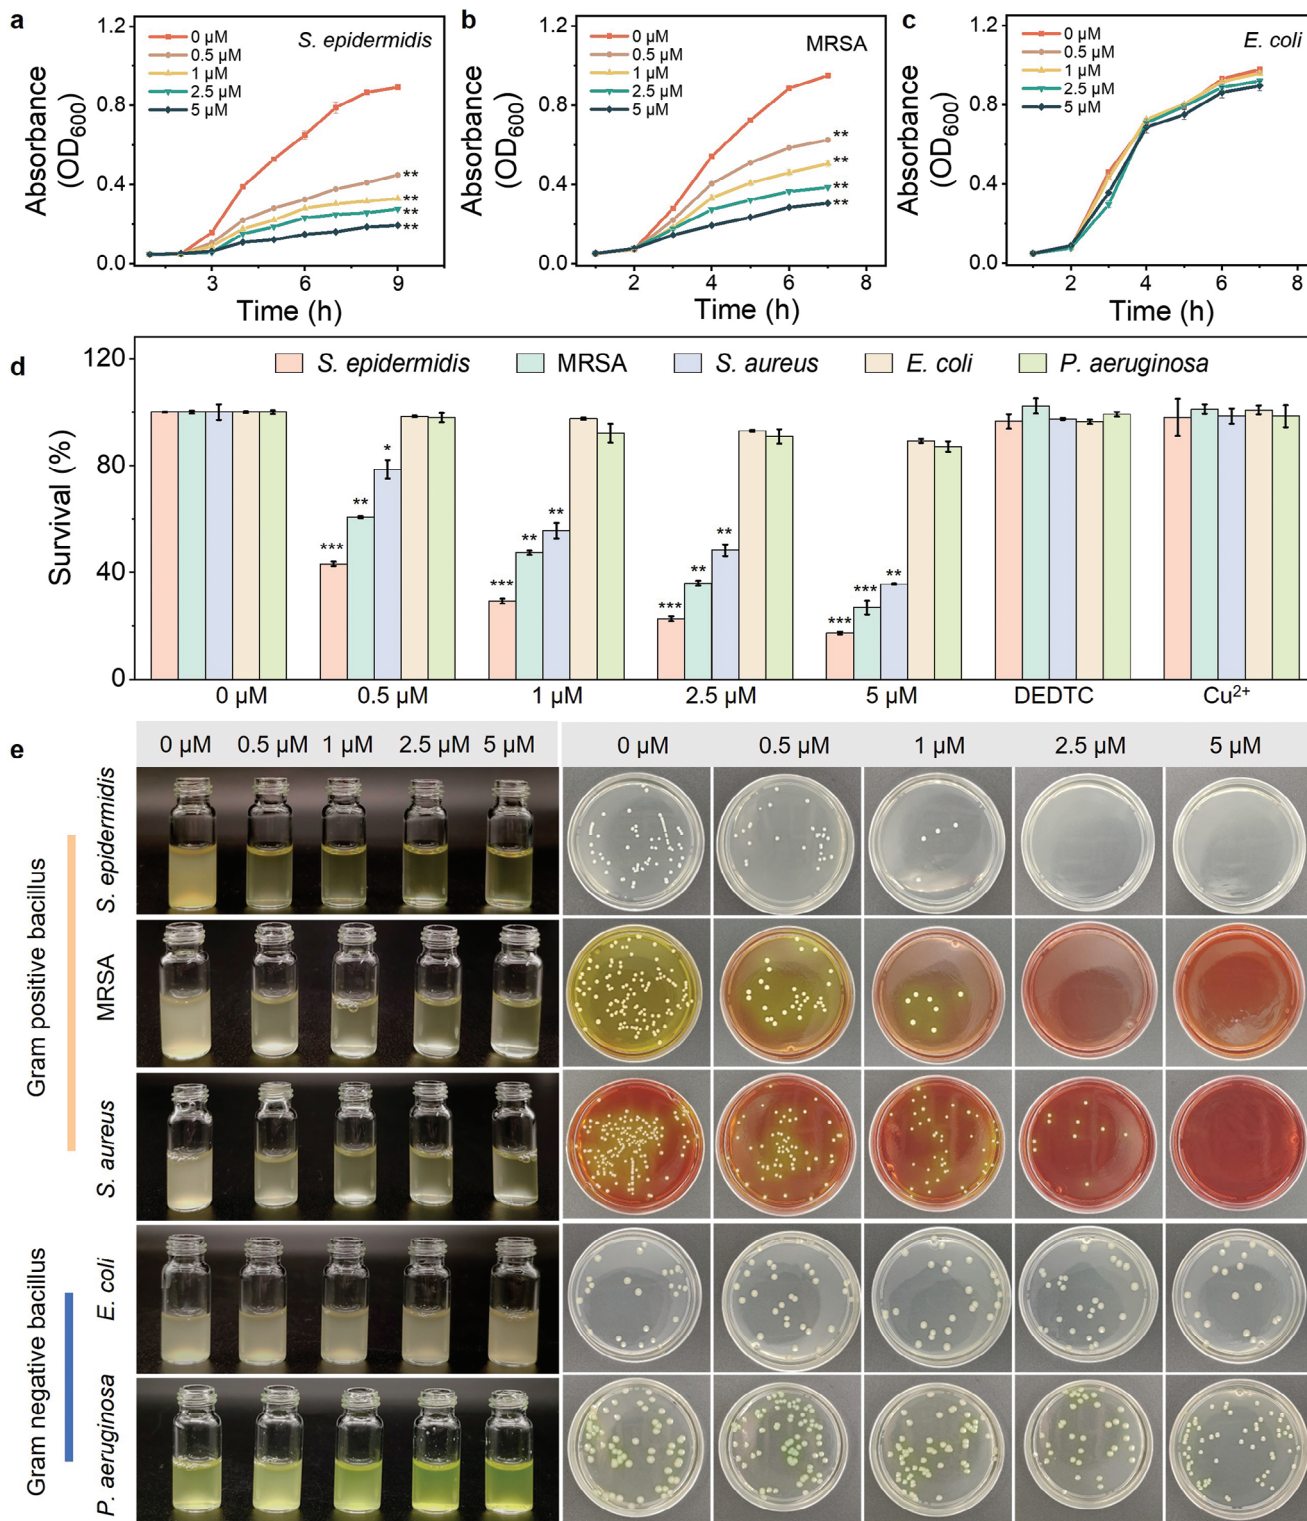 a
1.2
0.8
0.4
0.0
Absorbance
(OD600)
0 µM
0.5 µM
1 µM
2.5 µM
5 µM
S. epidermidis
**
**
**
**
3
6
9
Time (h)
b
1.2
0.8
0.4
0.0
Absorbance
(OD600)
0 µM
0.5 µM
1 µM
2.5 µM
5 µM
MRSA
**
**
**
**
2
4
6
8
Time (h)
c
1.2
0.8
0.4
0.0
Absorbance
(OD600)
0 µM
0.5 µM
1 µM
2.5 µM
5 µM
E. coli
2
4
6
8
Time (h)
d
120
80
40
0
Survival (%)
S. epidermidis MRSA S. aureus E. coli P. aeruginosa
*** ** *
*** ** **
*** ** **
*** *** **
0 µM 0.5 µM 1 µM 2.5 µM 5 µM DEDTC Cu2+
e
0 µM 0.5 µM 1 µM 2.5 µM 5 µM
0 µM 0.5 µM 1 µM 2.5 µM 5 µM
Gram positive bacillus
S. epidermidis
MRSA
S. aureus
Gram negative bacillus
E. coli
P. aeruginosa